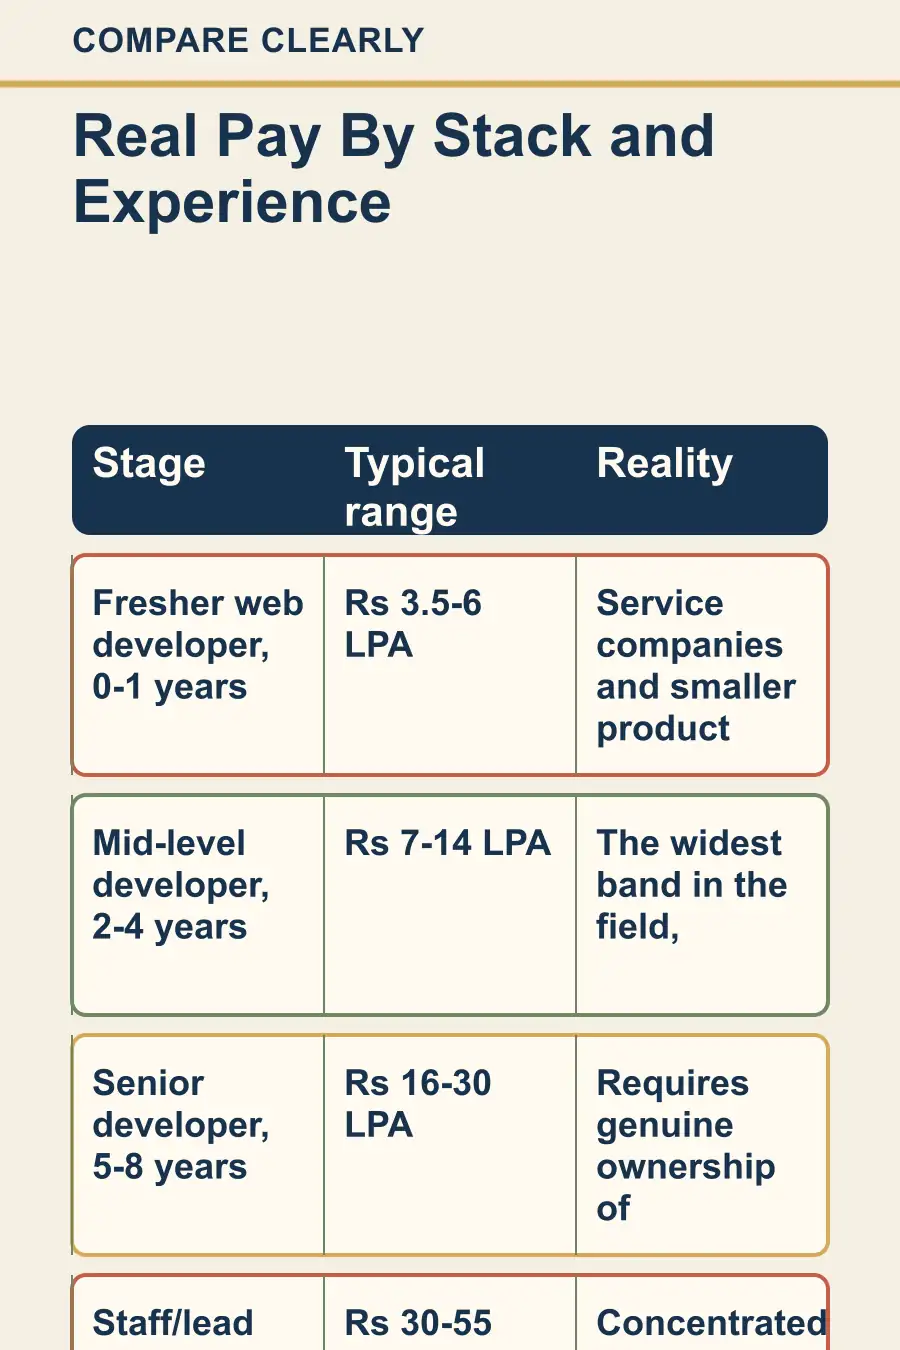 COMPARE CLEARLY
Real Pay By Stack and
Experience
Stage
Typical
range
Reality
Fresher web
developer,
0-1 years
Rs 3.5-6
LPA
Service
companies
and smaller
product
Mid-level
developer,
2-4 years
Rs 7-14 LPA
The widest
band in the
field,
Senior
developer,
5-8 years
Rs 16-30
LPA
Requires
genuine
ownership
of
Staff/lead
Rs 30-55
Concentrated